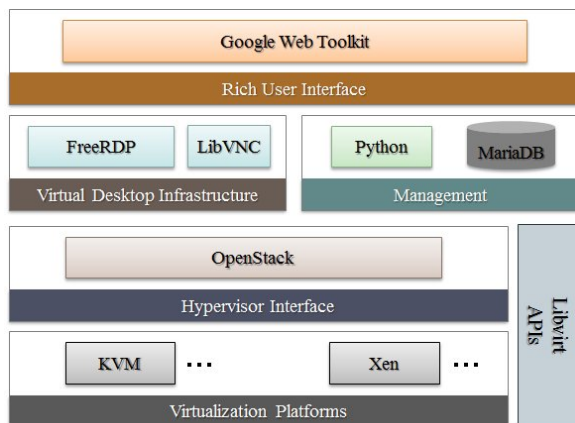 Google Web Toolkit
Rich User Interface
FreeRDP
LibVNC
Virtual Desktop Infrastructure
Python
MariaDB
Management
OpenStack
Hypervisor Interface
KVM
...
Xen
...
Virtualization Platforms
Libvirt
APIs